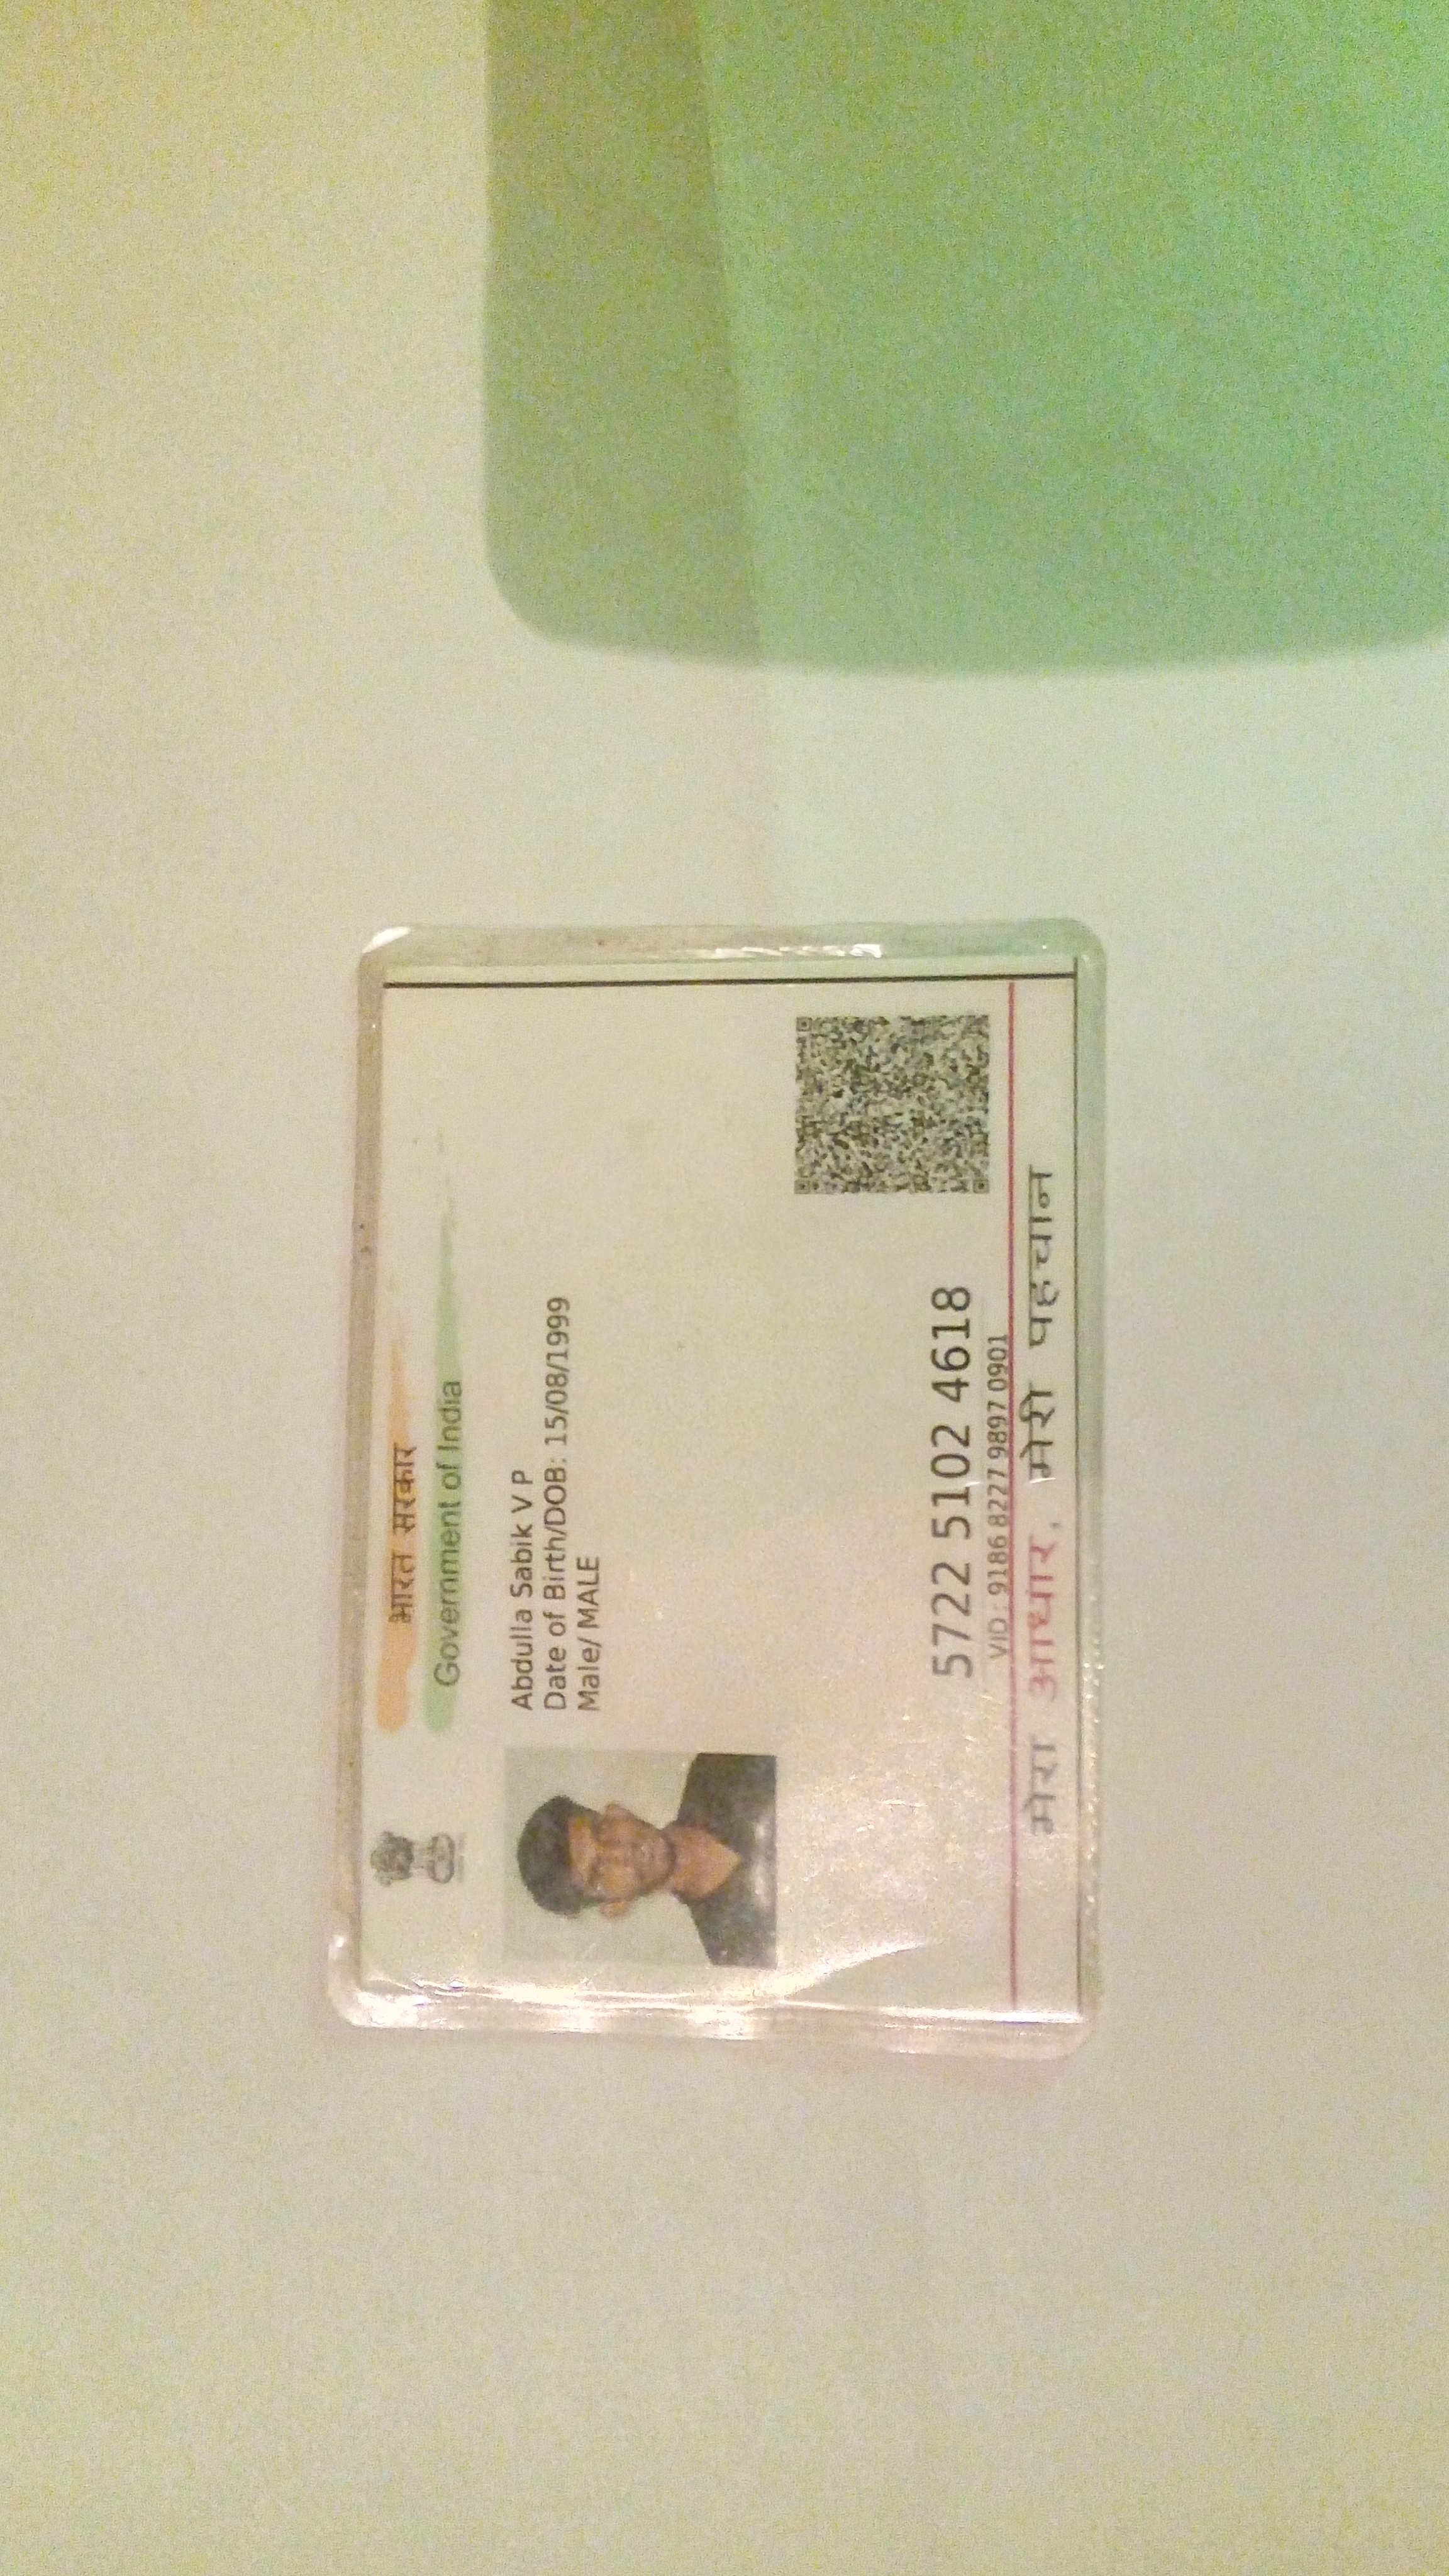 भारत सरकार
Government of India
Abdulla Sabik V P
Date of Birth/DOB: 15/08/1999
Male/ MALE
5722 5102 4618
VID : 9186 8227 9897 0901
मेरा आधार, मेरी पहचान